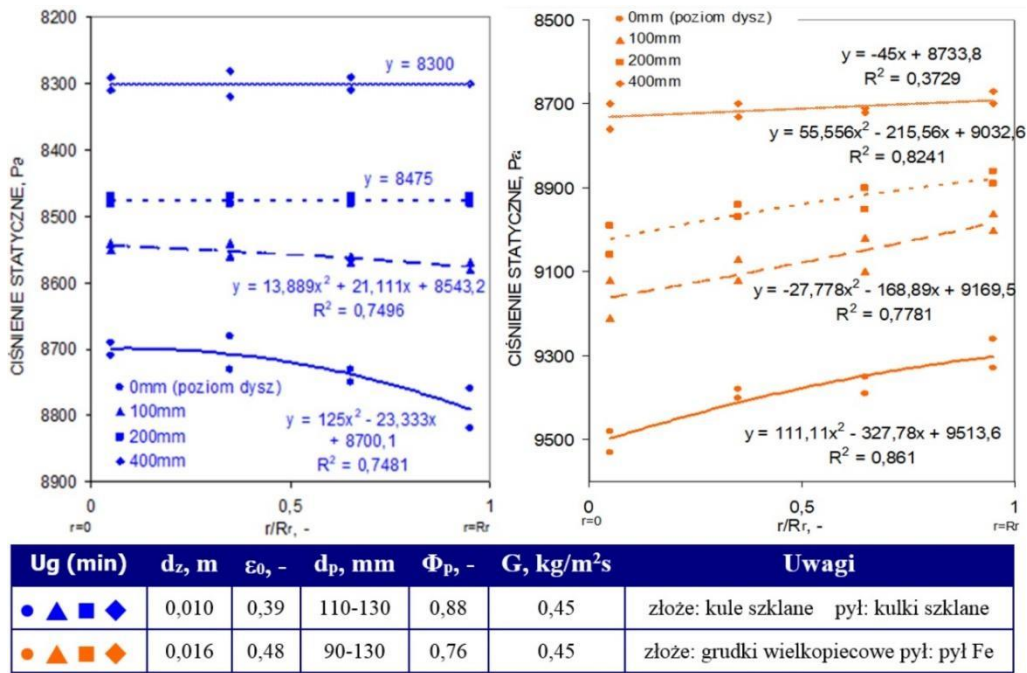 8200
8300
8400
8500
8600
8700
8800
8900
CIŚNIENIE STATYCZNE, Pa
y = 8300
y = 8475
y = 13,889x² + 21,111x + 8543,2
R² = 0,7496
0mm (poziom dysz)
100mm
200mm
400mm
y = 125x² - 23,333x
+ 8700,1
R² = 0,7481
0
0,5
1
r=0
r/Rr, -
r=Rr
8500
8700
8900
9100
9300
9500
CIŚNIENIE STATYCZNE, Pa
0mm (poziom dysz)
100mm
200mm
400mm
y = -45x + 8733,8
R² = 0,3729
y = 55,556x² - 215,56x + 9032,6
R² = 0,8241
y = -27,778x² - 168,89x + 9169,5
R² = 0,7781
y = 111,11x² - 327,78x + 9513,6
R² = 0,861
0
0,5
1
r=0
r/Rr, -
r=Rr
Ug (min) dz, m ε0, - dp, mm Φp, - G, kg/m²s Uwagi
0,010 0,39 110-130 0,88 0,45 złoże: kule szklane pył: kulki szklane
0,016 0,48 90-130 0,76 0,45 złoże: grudki wielkopiecowe pył: pył Fe